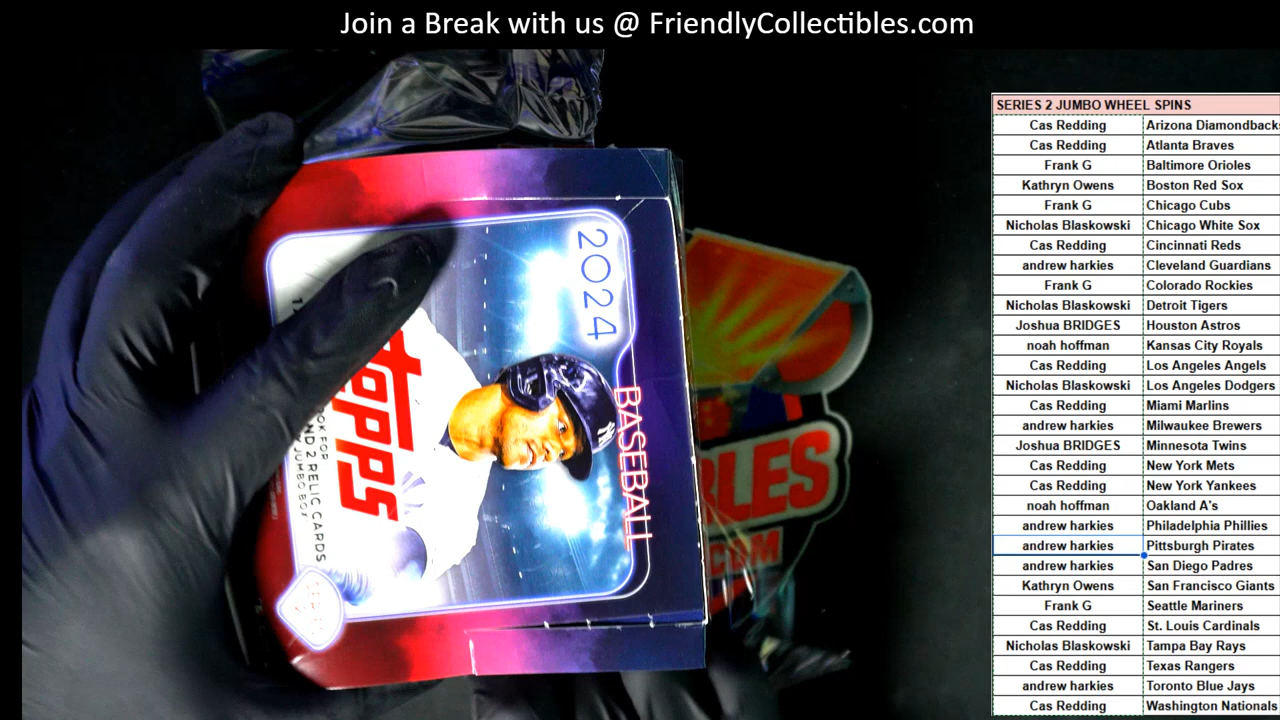 Join a Break with us @ FriendlyCollectibles.com
SERIES 2 JUMBO WHEEL SPINS
Cas Redding Arizona Diamondbacks
Cas Redding Atlanta Braves
Frank G Baltimore Orioles
Kathryn Owens Boston Red Sox
Frank G Chicago Cubs
Nicholas Blaskowski Chicago White Sox
Cas Redding Cincinnati Reds
andrew harkies Cleveland Guardians
Frank G Colorado Rockies
Nicholas Blaskowski Detroit Tigers
Joshua BRIDGES Houston Astros
noah hoffman Kansas City Royals
Cas Redding Los Angeles Angels
Nicholas Blaskowski Los Angeles Dodgers
Cas Redding Miami Marlins
andrew harkies Milwaukee Brewers
Joshua BRIDGES Minnesota Twins
Cas Redding New York Mets
Cas Redding New York Yankees
noah hoffman Oakland A's
andrew harkies Philadelphia Phillies
andrew harkies Pittsburgh Pirates
andrew harkies San Diego Padres
Kathryn Owens San Francisco Giants
Frank G Seattle Mariners
Cas Redding St. Louis Cardinals
Nicholas Blaskowski Tampa Bay Rays
Cas Redding Texas Rangers
andrew harkies Toronto Blue Jays
Cas Redding Washington Nationals
2024
BASEBALL
NY
topps
2 RELIC CARDS
JUMBO BOX